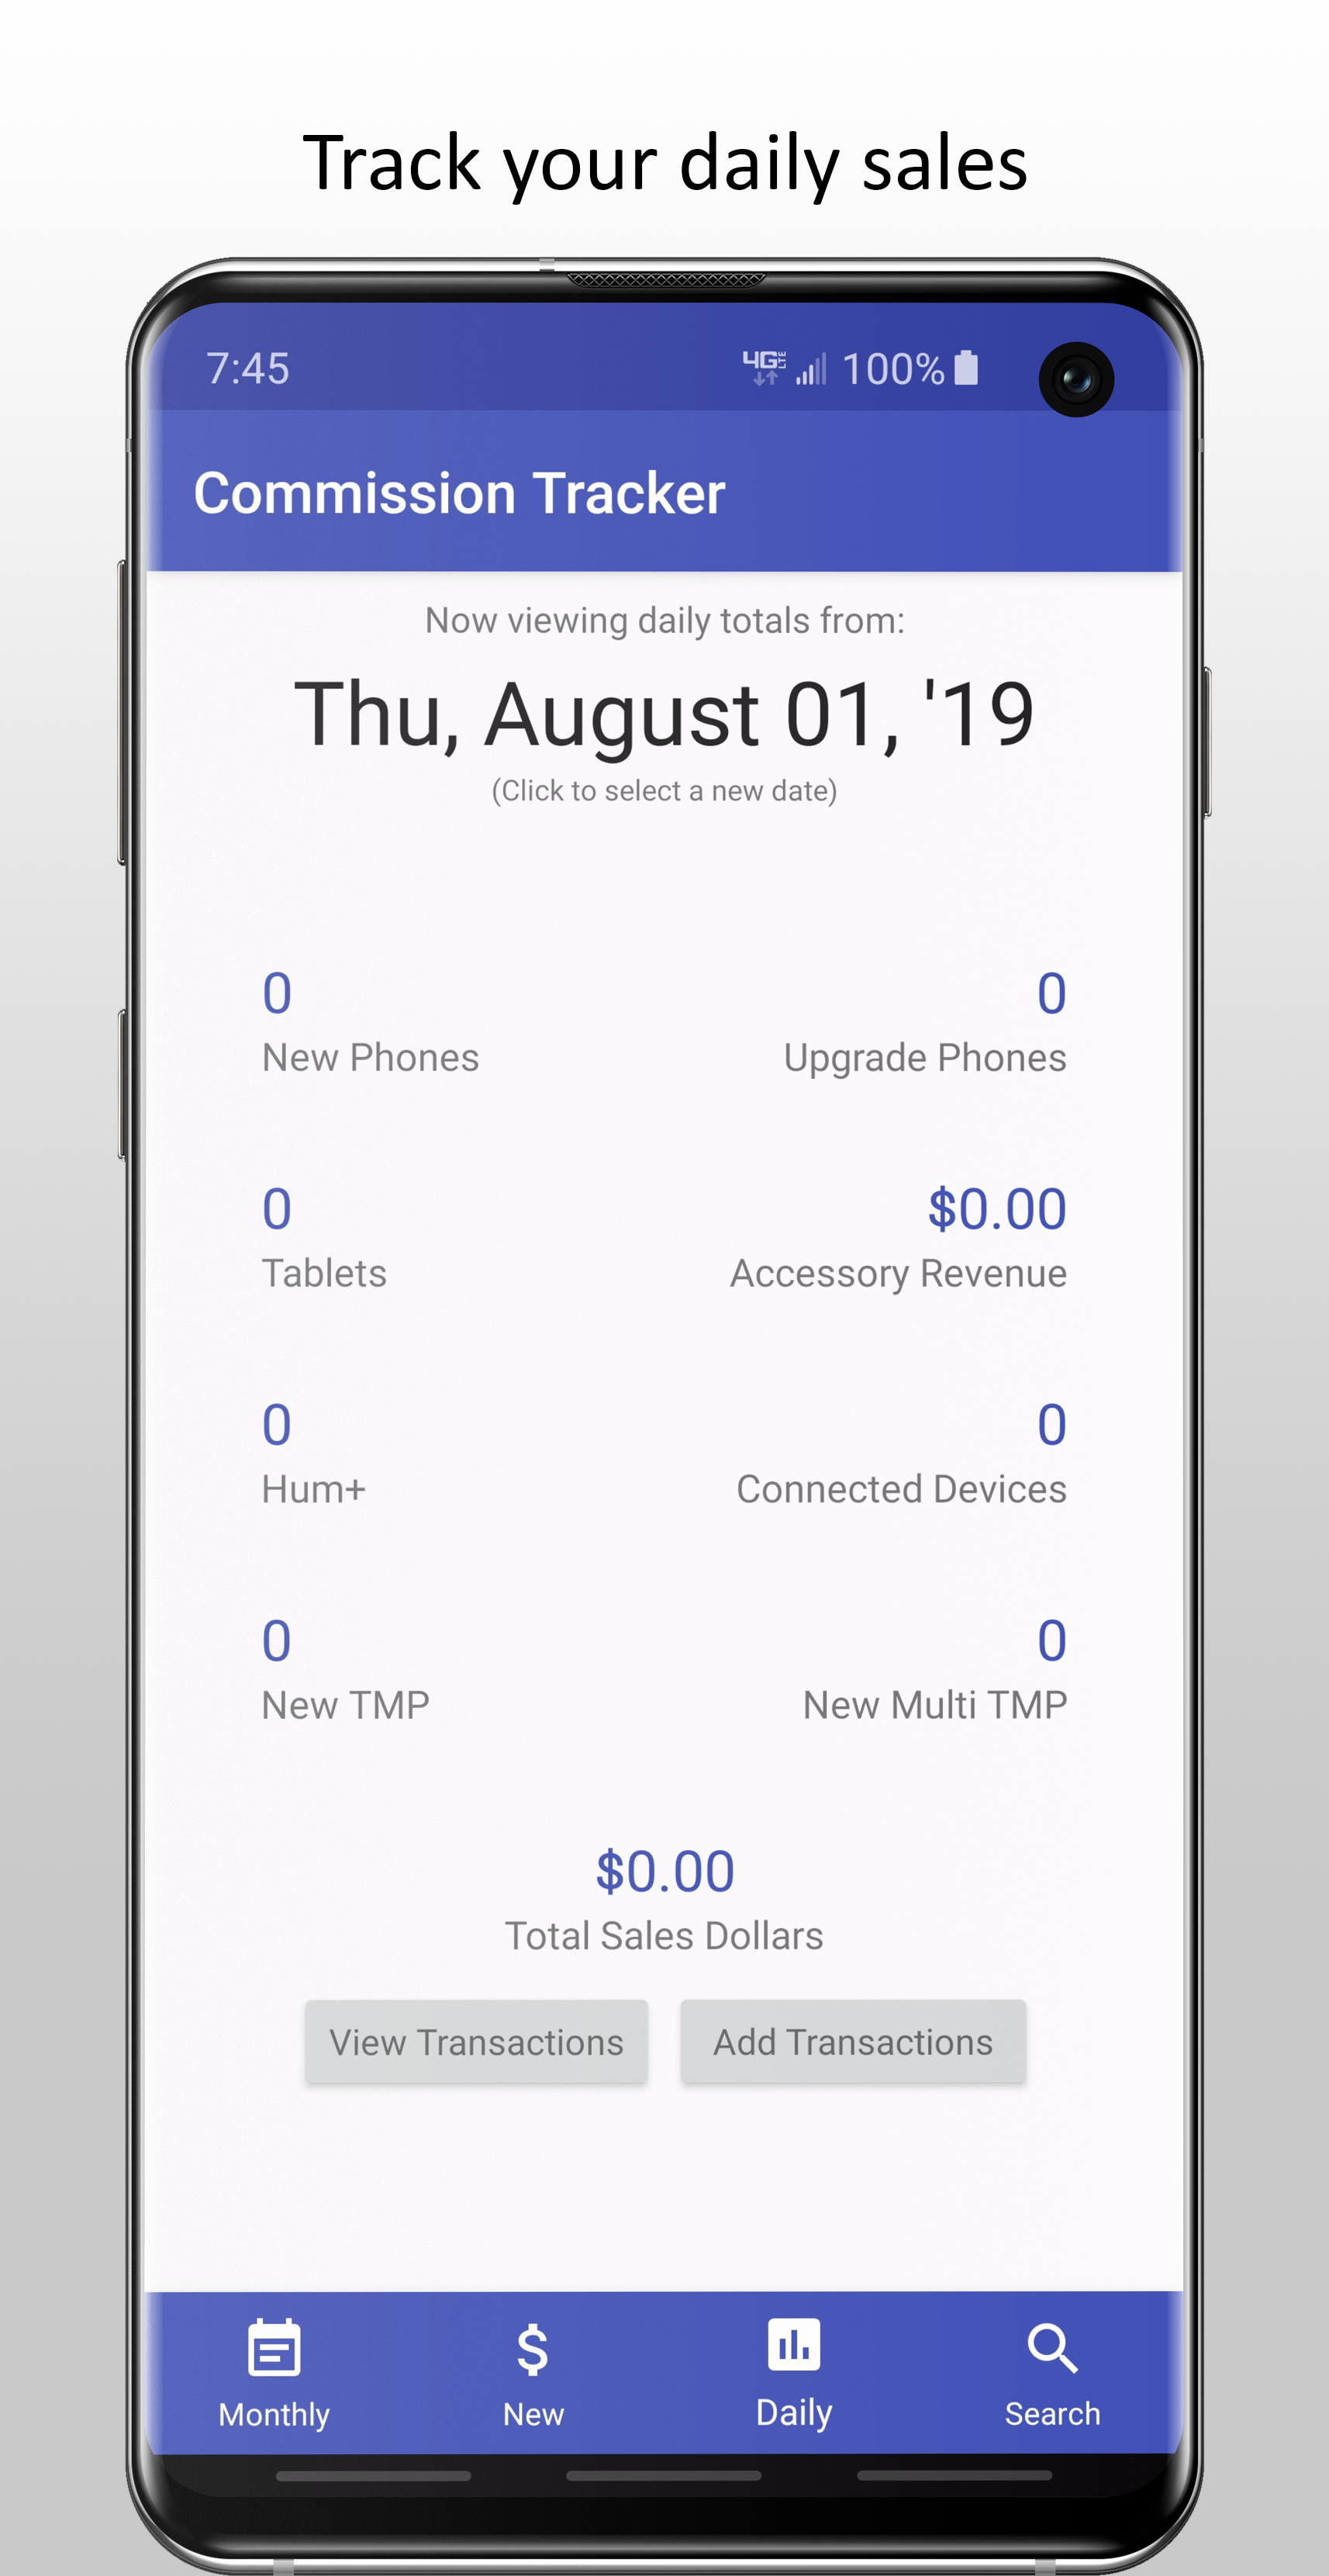 Track your daily sales
7:45
4G LTE 100%
Commission Tracker
Now viewing daily totals from:
Thu, August 01, '19
(Click to select a new date)
0 0
New Phones Upgrade Phones
0 $0.00
Tablets Accessory Revenue
0 0
Hum+ Connected Devices
0 0
New TMP New Multi TMP
$0.00
Total Sales Dollars
View Transactions Add Transactions
Monthly New Daily Search